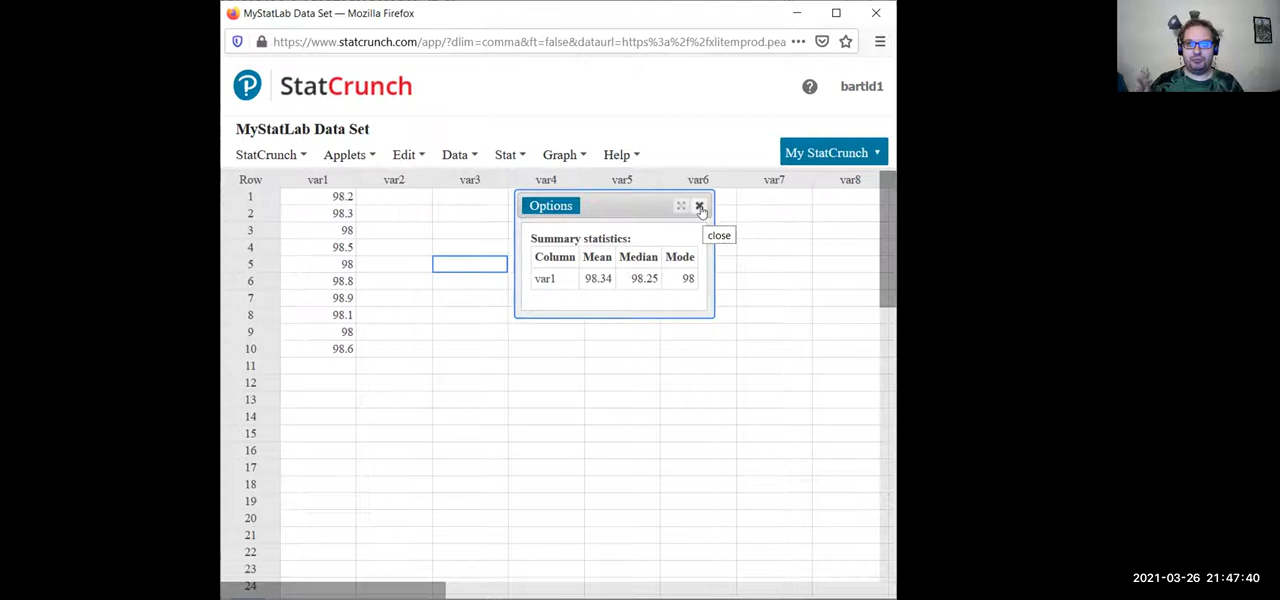 MyStatLab Data Set — Mozilla Firefox
https://www.statcrunch.com/app/?dlim=comma&ft=false&dataurl=https%3a%2f%2fxlitemprod.pea
StatCrunch
bartld1
MyStatLab Data Set
StatCrunch Applets Edit Data Stat Graph Help My StatCrunch
Row var1 var2 var3 var4 var5 var6 var7 var8
1 98.2
2 98.3
3 98
4 98.5
5 98
6 98.8
7 98.9
8 98.1
9 98
10 98.6
11
12
13
14
15
16
17
18
19
20
21
22
23
24
Options
close
Summary statistics:
Column Mean Median Mode
var1 98.34 98.25 98
2021-03-26 21:47:40